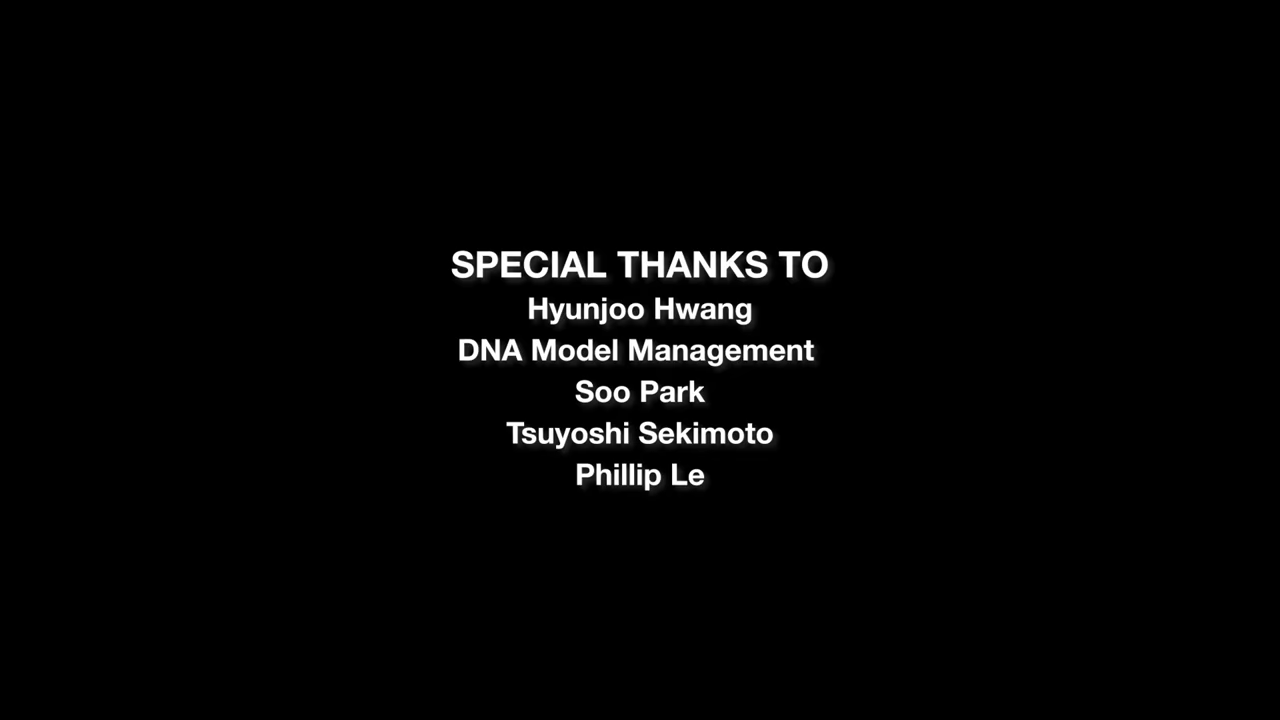 SPECIAL THANKS TO
Hyunjoo Hwang
DNA Model Management
Soo Park
Tsuyoshi Sekimoto
Phillip Le